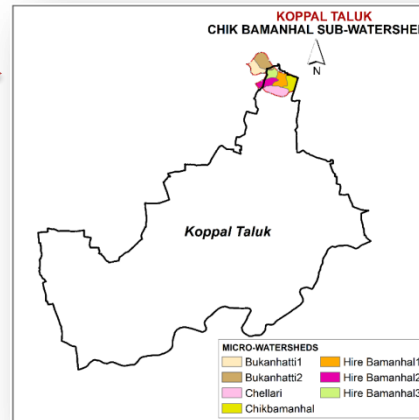 KOPPAL TALUK
CHIK BAMANHAL SUB-WATERSHED
N
Koppal Taluk
MICRO-WATERSHEDS
Bukanhatti1 Hire Bamanhal1
Bukanhatti2 Hire Bamanhal2
Chellari Hire Bamanhal3
Chikbamanhal